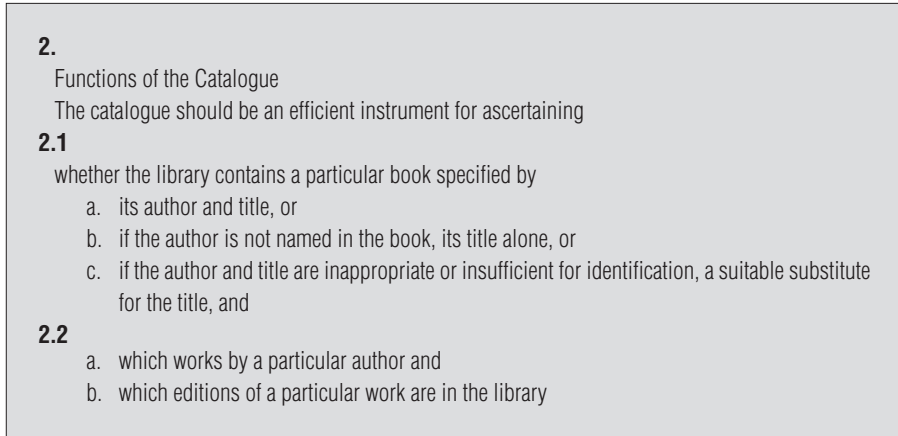 2.
Functions of the Catalogue
The catalogue should be an efficient instrument for ascertaining
2.1
whether the library contains a particular book specified by
a. its author and title, or
b. if the author is not named in the book, its title alone, or
c. if the author and title are inappropriate or insufficient for identification, a suitable substitute
for the title, and
2.2
a. which works by a particular author and
b. which editions of a particular work are in the library